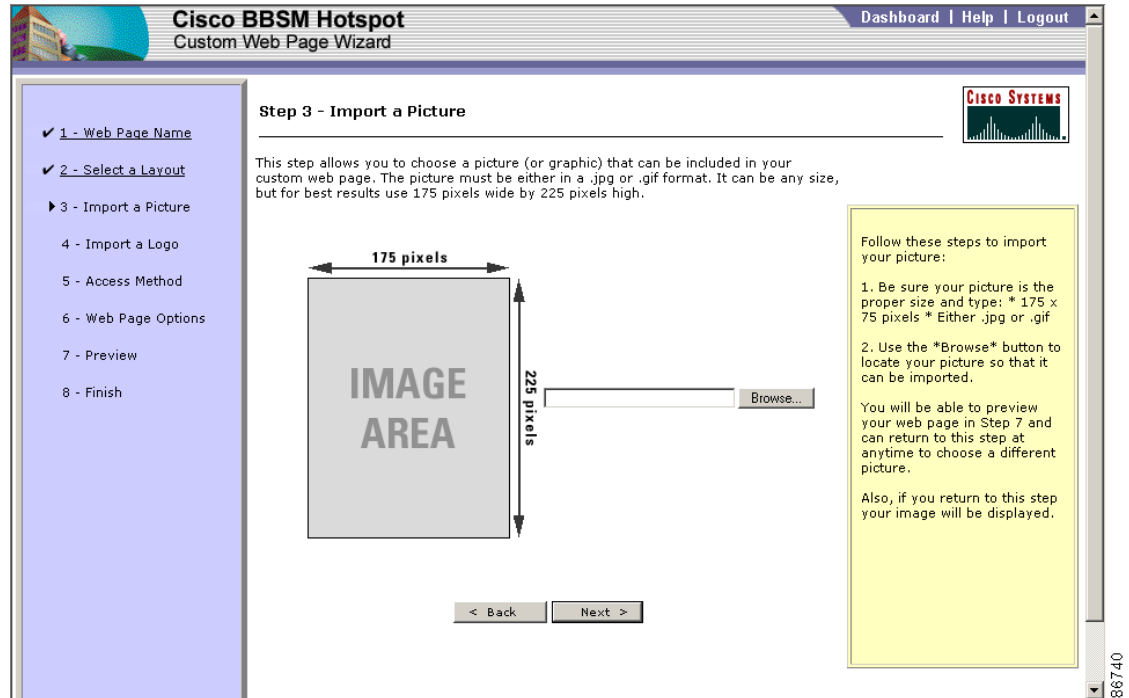 Cisco BBSM Hotspot
Custom Web Page Wizard
Dashboard | Help | Logout
✔ 1 - Web Page Name
✔ 2 - Select a Layout
3 - Import a Picture
4 - Import a Logo
5 - Access Method
6 - Web Page Options
7 - Preview
8 - Finish
Step 3 - Import a Picture
CISCO SYSTEMS
This step allows you to choose a picture (or graphic) that can be included in your
custom web page. The picture must be either in a .jpg or .gif format. It can be any size,
but for best results use 175 pixels wide by 225 pixels high.
175 pixels
IMAGE
AREA
225 pixels
Browse...
< Back
Next >
Follow these steps to import
your picture:
1. Be sure your picture is the
proper size and type: * 175 x
75 pixels * Either .jpg or .gif
2. Use the *Browse* button to
locate your picture so that it
can be imported.
You will be able to preview
your web page in Step 7 and
can return to this step at
anytime to choose a different
picture.
Also, if you return to this step
your image will be displayed.
86740